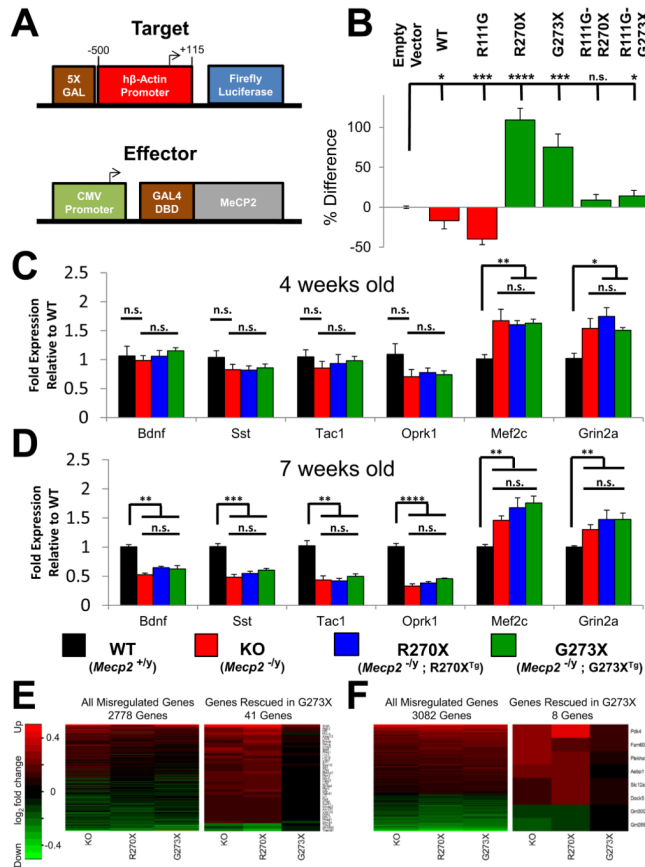 A
Target
-500
+115
5X
GAL
hβ-Actin
Promoter
Firefly
Luciferase
Effector
CMV
Promoter
GAL4
DBD
MeCP2
B
Empty
Vector
WT
R111G
R270X
G273X
R111G-
R270X
R111G-
G273X
* *** **** *** n.s. *
% Difference
100
50
0
-50
C
4 weeks old
Fold Expression
Relative to WT
2.5
2
1.5
1
0.5
0
n.s. n.s. n.s. n.s. ** *
n.s. n.s. n.s. n.s. n.s. n.s.
Bdnf Sst Tac1 Oprk1 Mef2c Grin2a
D
7 weeks old
Fold Expression
Relative to WT
2.5
2
1.5
1
0.5
0
** *** ** **** ** **
n.s. n.s. n.s. n.s. n.s. n.s.
Bdnf Sst Tac1 Oprk1 Mef2c Grin2a
WT KO R270X G273X
(Mecp2 +/y) (Mecp2 -/y) (Mecp2 -/y ; R270XTg) (Mecp2 -/y ; G273XTg)
E
All Misregulated Genes
2778 Genes
Genes Rescued in G273X
41 Genes
Up
0.4
log2 fold change
-0.4
Down
KO R270X G273X
KO R270X G273X
F
All Misregulated Genes
3082 Genes
Genes Rescued in G273X
8 Genes
Pdk4
Aebp1
KO R270X G273X
KO R270X G273X